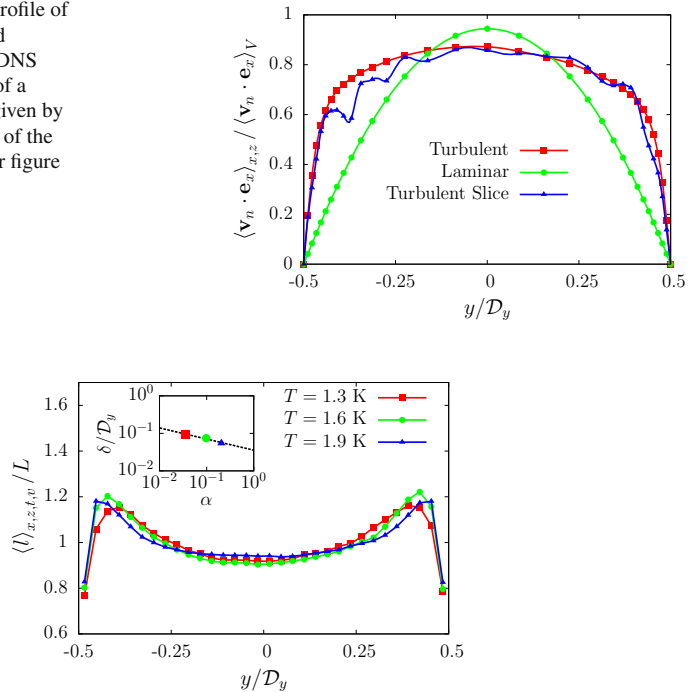 rofile of
d
DNS
of a
given by
of the
r figure
1
0.8
0.6
0.4
0.2
0
⟨v_n · e_x⟩_{x,z} / ⟨v_n · e_x⟩_V
Turbulent
Laminar
Turbulent Slice
-0.5 -0.25 0 0.25 0.5
y/D_y
1.6
1.4
1.2
1.0
0.8
0.6
⟨l⟩_{x,z,t,v}/L
10^0
10^{-1}
10^{-2}
δ/D_y
10^{-2} 10^{-1} 10^0
α
T = 1.3 K
T = 1.6 K
T = 1.9 K
-0.5 -0.25 0 0.25 0.5
y/D_y